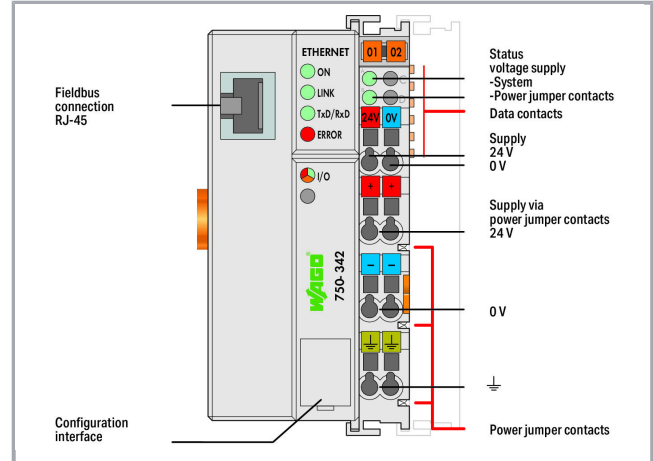 Fieldbus
connection
RJ-45
Configuration
interface
ETHERNET
ON
LINK
TxD/RxD
ERROR
I/O
WAGO
750-342
01 02
24V 0V
+ +
− −
Status
voltage supply
-System
-Power jumper contacts
Data contacts
Supply
24 V
0 V
Supply via
power jumper contacts
24 V
0 V
Power jumper contacts